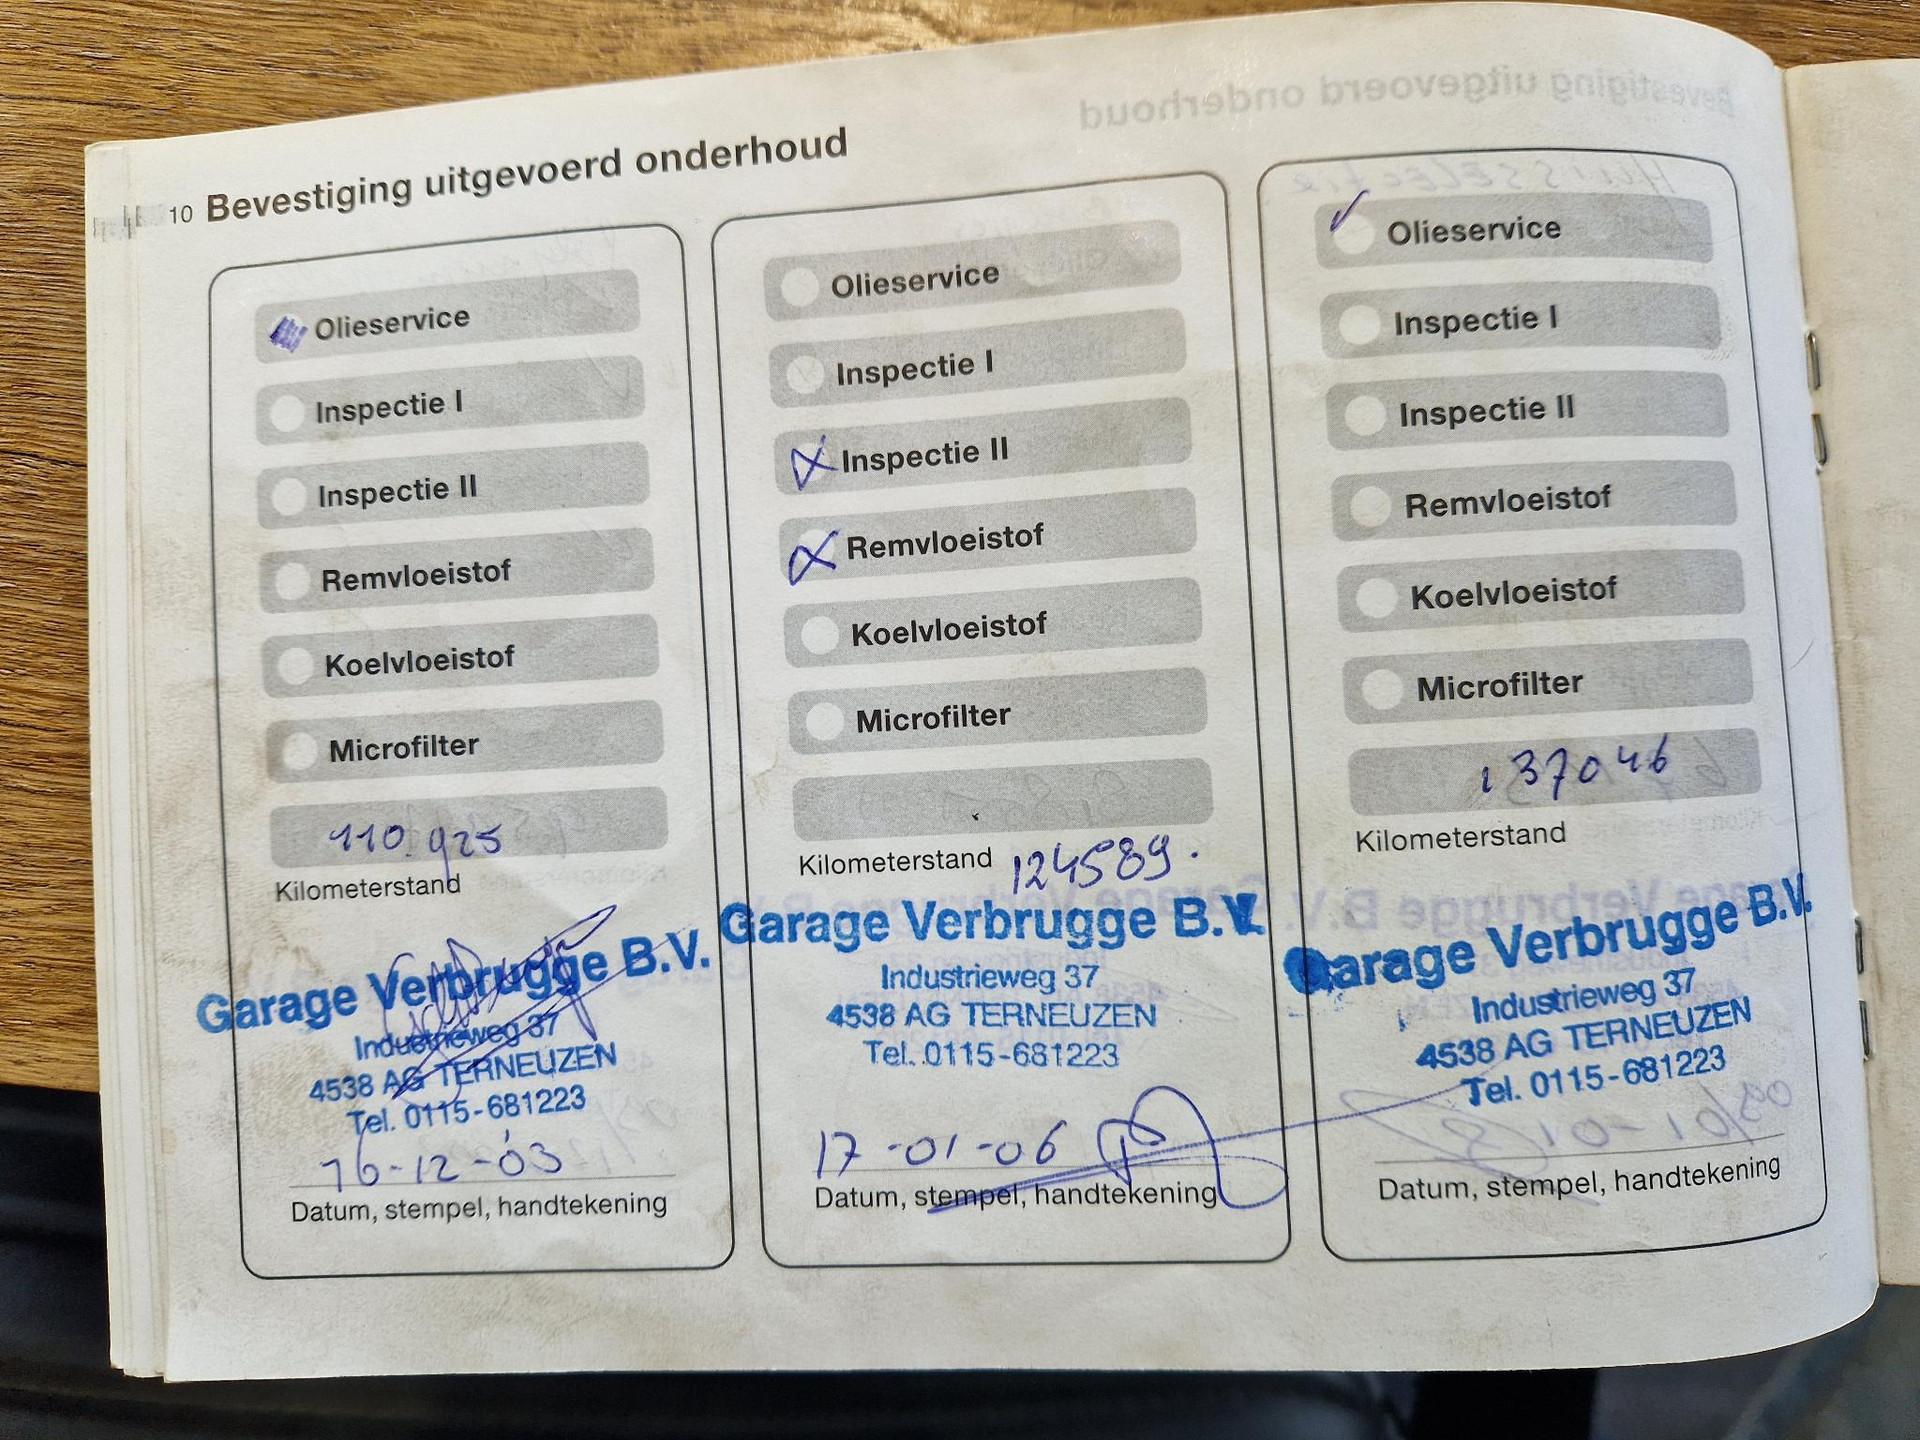 10 Bevestiging uitgevoerd onderhoud
Olieservice
Inspectie I
Inspectie II
Remvloeistof
Koelvloeistof
Microfilter
110.925
Kilometerstand
Garage Verbrugge B.V.
Industrieweg 37
4538 AG TERNEUZEN
Tel. 0115-681223
16-12-03
Datum, stempel, handtekening
Olieservice
Inspectie I
Inspectie II
Remvloeistof
Koelvloeistof
Microfilter
Kilometerstand 124589.
Garage Verbrugge B.V.
Industrieweg 37
4538 AG TERNEUZEN
Tel. 0115-681223
17-01-06
Datum, stempel, handtekening
Olieservice
Inspectie I
Inspectie II
Remvloeistof
Koelvloeistof
Microfilter
137046
Kilometerstand
Garage Verbrugge B.V.
Industrieweg 37
4538 AG TERNEUZEN
Tel. 0115-681223
Datum, stempel, handtekening